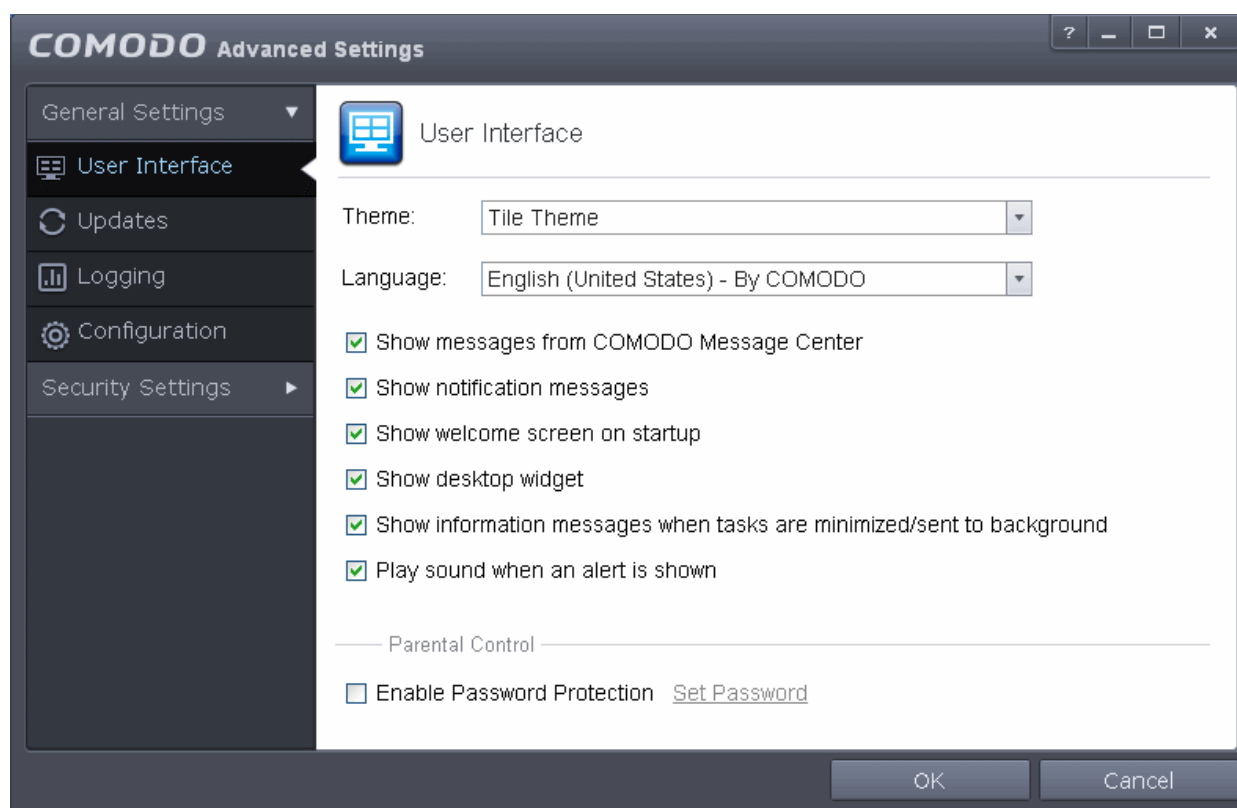 COMODO Advanced Settings
?
General Settings
User Interface
Updates
Logging
Configuration
Security Settings
User Interface
Theme: Tile Theme
Language: English (United States) - By COMODO
Show messages from COMODO Message Center
Show notification messages
Show welcome screen on startup
Show desktop widget
Show information messages when tasks are minimized/sent to background
Play sound when an alert is shown
Parental Control
Enable Password Protection Set Password
OK Cancel